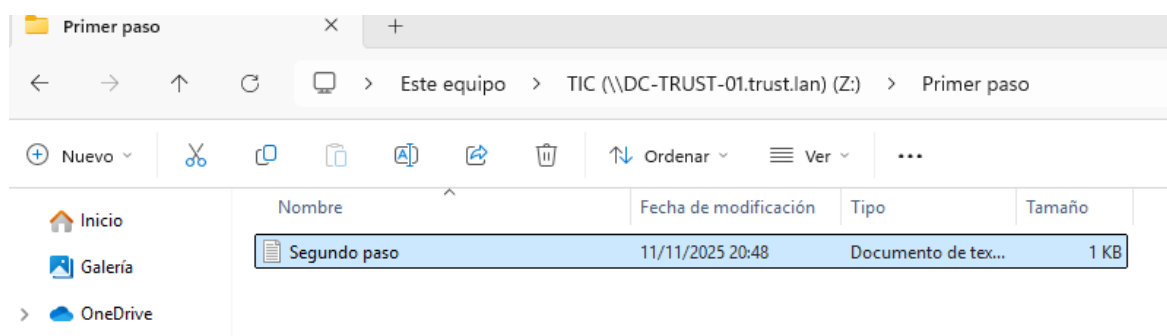 Primer paso
Este equipo > TIC (\\DC-TRUST-01.trust.lan) (Z:) > Primer paso
Nuevo Ordenar Ver
Nombre Fecha de modificación Tipo Tamaño
Inicio
Segundo paso 11/11/2025 20:48 Documento de tex... 1 KB
Galería
OneDrive